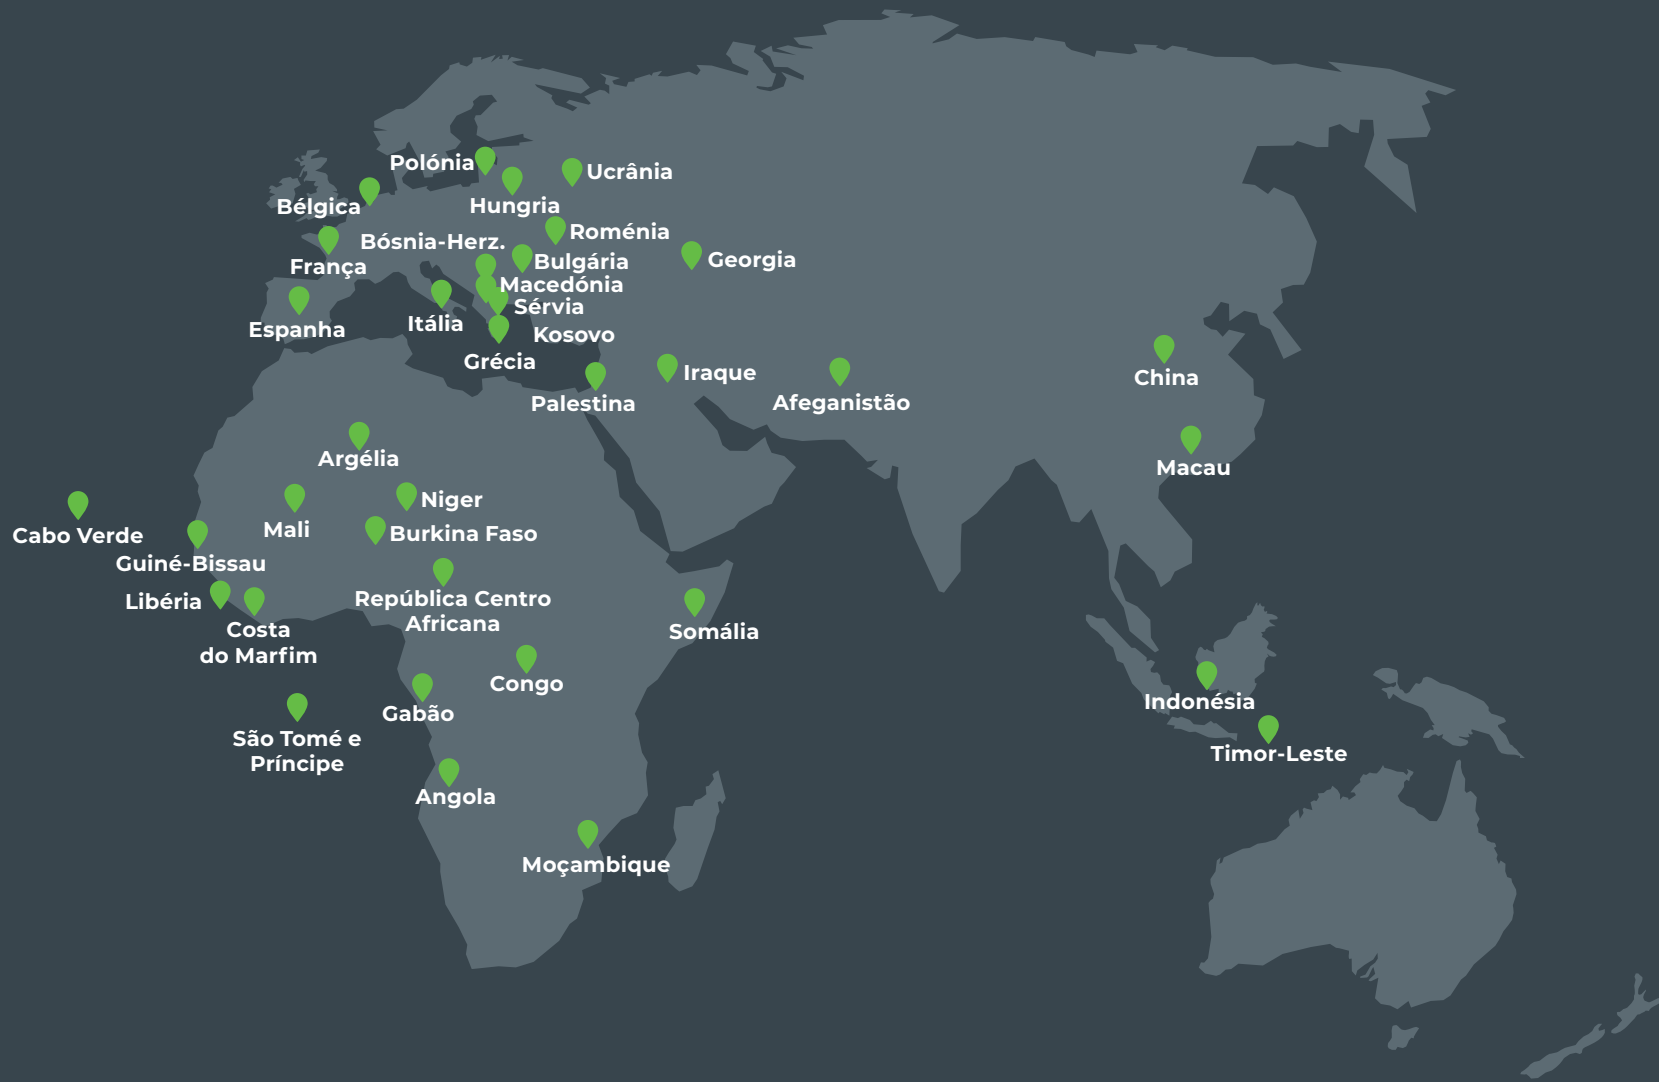 Polónia
Ucrânia
Bélgica
Hungria
Roménia
Bósnia-Herz.
França
Bulgária
Georgia
Macedónia
Sérvia
Espanha
Itália
Kosovo
Grécia
Iraque
Palestina
Afeganistão
China
Argélia
Macau
Niger
Mali
Cabo Verde
Burkina Faso
Guiné-Bissau
Libéria
República Centro
Africana
Costa
do Marfim
Somália
Congo
Gabão
Indonésia
São Tomé e
Príncipe
Timor-Leste
Angola
Moçambique